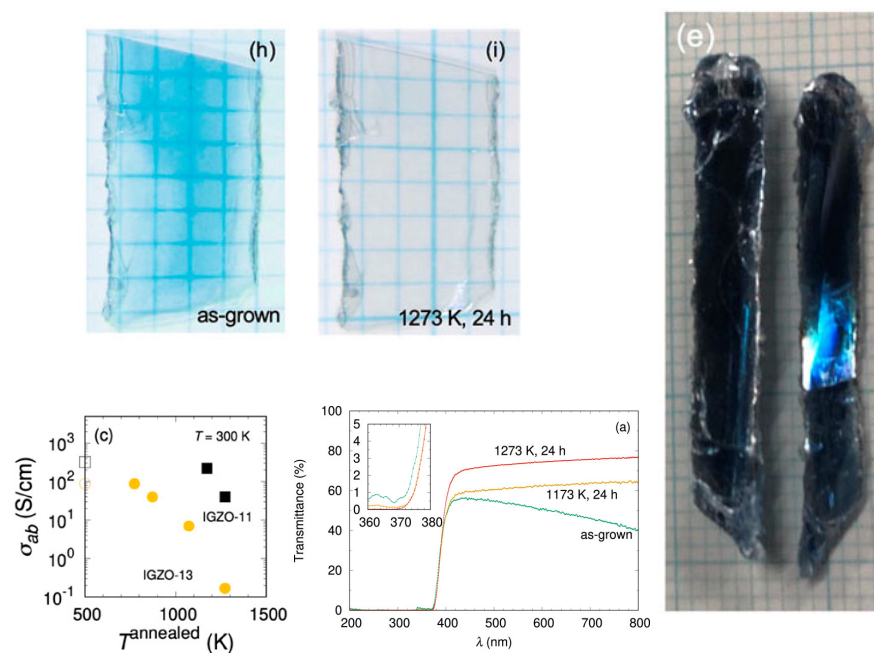 (h)
as-grown
(i)
1273 K, 24 h
(e)
(c)
T = 300 K
10³
10²
10¹
10⁰
10⁻¹
σab (S/cm)
IGZO-11
IGZO-13
500
1000
1500
Tannealed (K)
(a)
100
80
60
40
20
0
Transmittance (%)
5
4
3
2
1
0
360
370
380
1273 K, 24 h
1173 K, 24 h
as-grown
200
300
400
500
600
700
800
λ (nm)